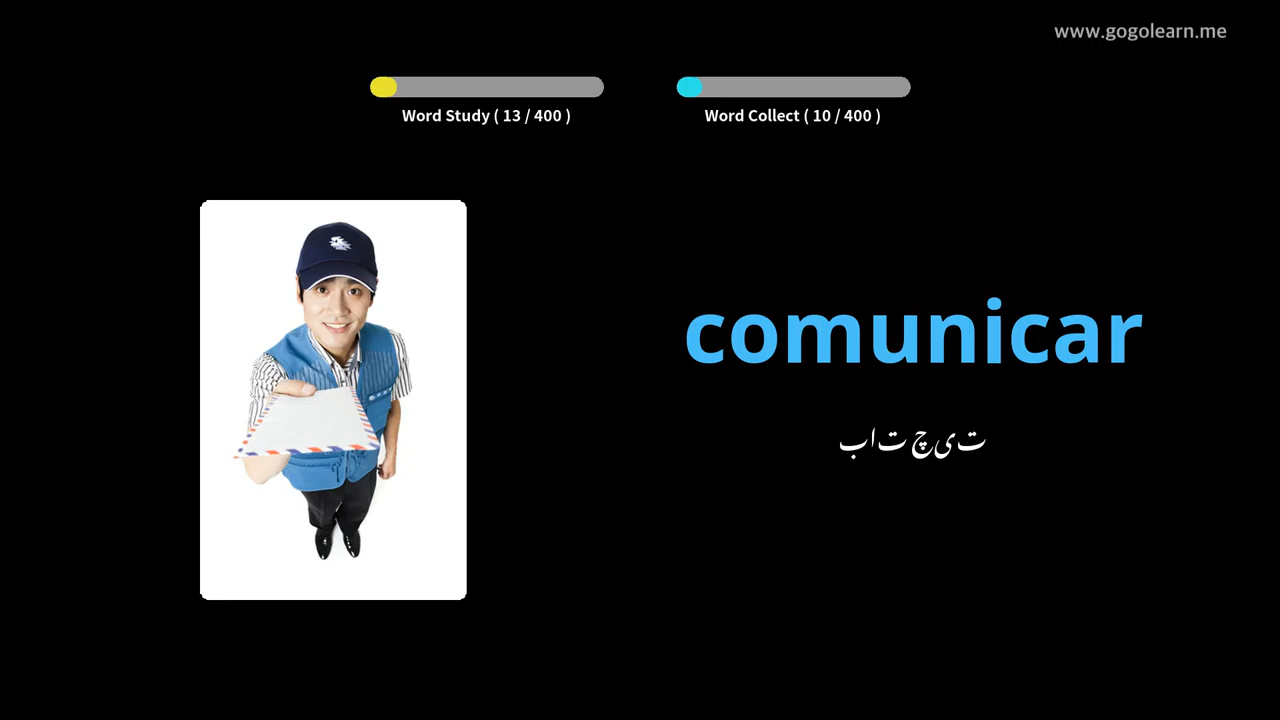 www.gogolearn.me
Word Study ( 13 / 400 )
Word Collect ( 10 / 400 )
comunicar
بات چیت